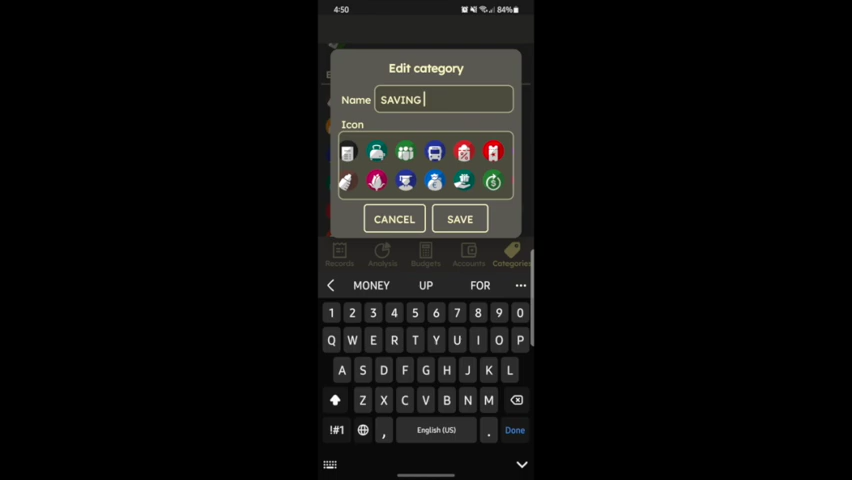 4:50 84%
Edit category
Name SAVING
Icon
CANCEL SAVE
Records Analysis Budgets Accounts Categories
MONEY UP FOR
1 2 3 4 5 6 7 8 9 0
Q W E R T Y U I O P
A S D F G H J K L
Z X C V B N M
!#1 , English (US) . Done